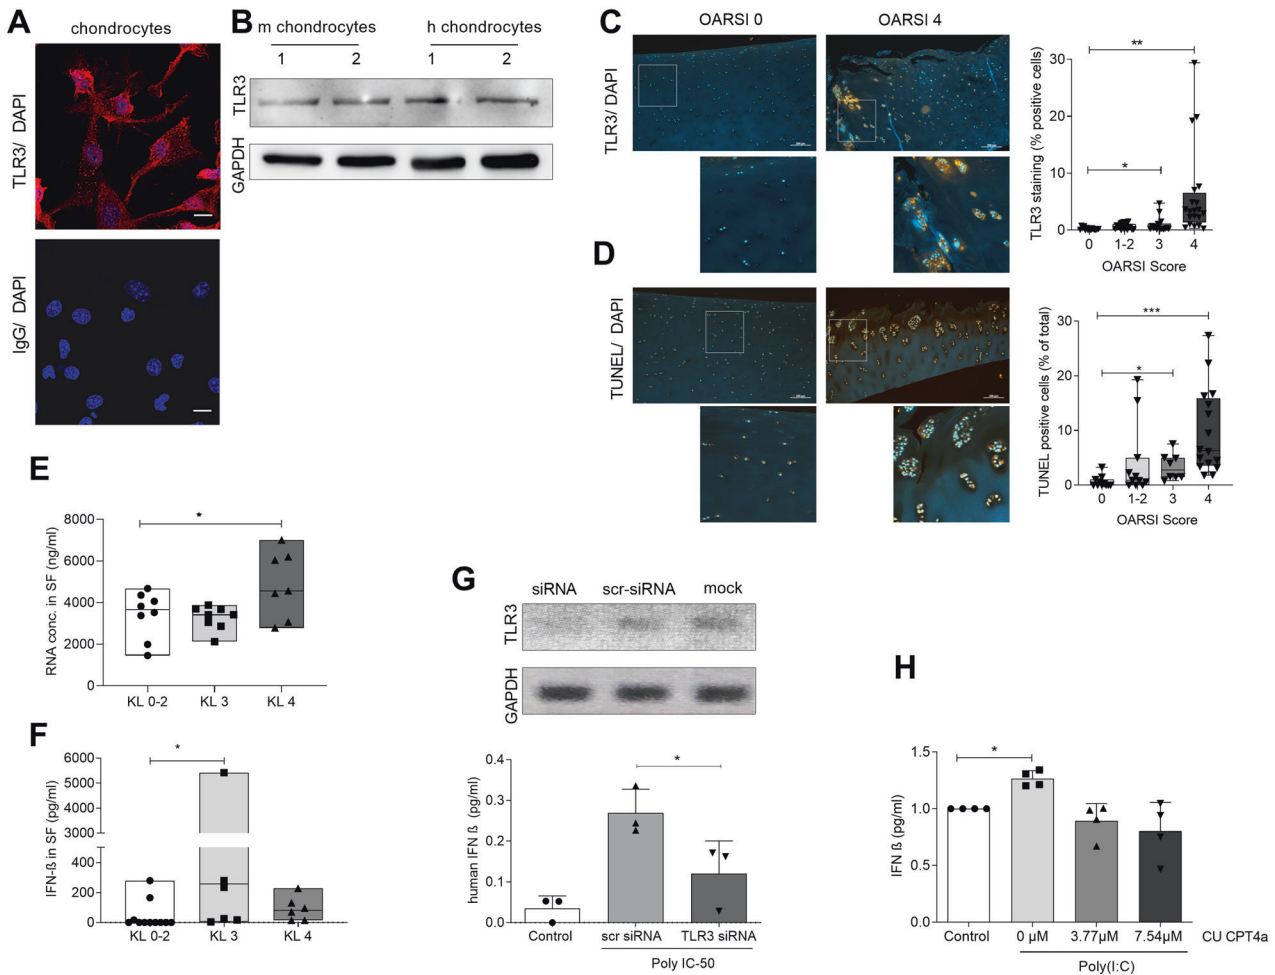 A
chondrocytes
TLR3/ DAPI
IgG/ DAPI
B
m chondrocytes
h chondrocytes
1
2
1
2
TLR3
GAPDH
C
OARSI 0
OARSI 4
TLR3/ DAPI
TLR3 staining (% positive cells)
30
20
10
0
**
*
0
1-2
3
4
OARSI Score
D
TUNEL/ DAPI
TUNEL positive cells (% of total)
30
20
10
0
***
*
0
1-2
3
4
OARSI Score
E
RNA conc. in SF (ng/ml)
8000
6000
4000
2000
0
*
KL 0-2
KL 3
KL 4
F
IFN-ß in SF (pg/ml)
6000
5000
4000
3000
400
200
0
*
KL 0-2
KL 3
KL 4
G
siRNA
scr-siRNA
mock
TLR3
GAPDH
human IFN ß (pg/ml)
0.4
0.3
0.2
0.1
0.0
*
Control
scr siRNA
TLR3 siRNA
Poly IC-50
H
IFN ß (pg/ml)
1.5
1.0
0.5
0.0
*
Control
0 µM
3.77µM
7.54µM
CU CPT4a
Poly(I:C)